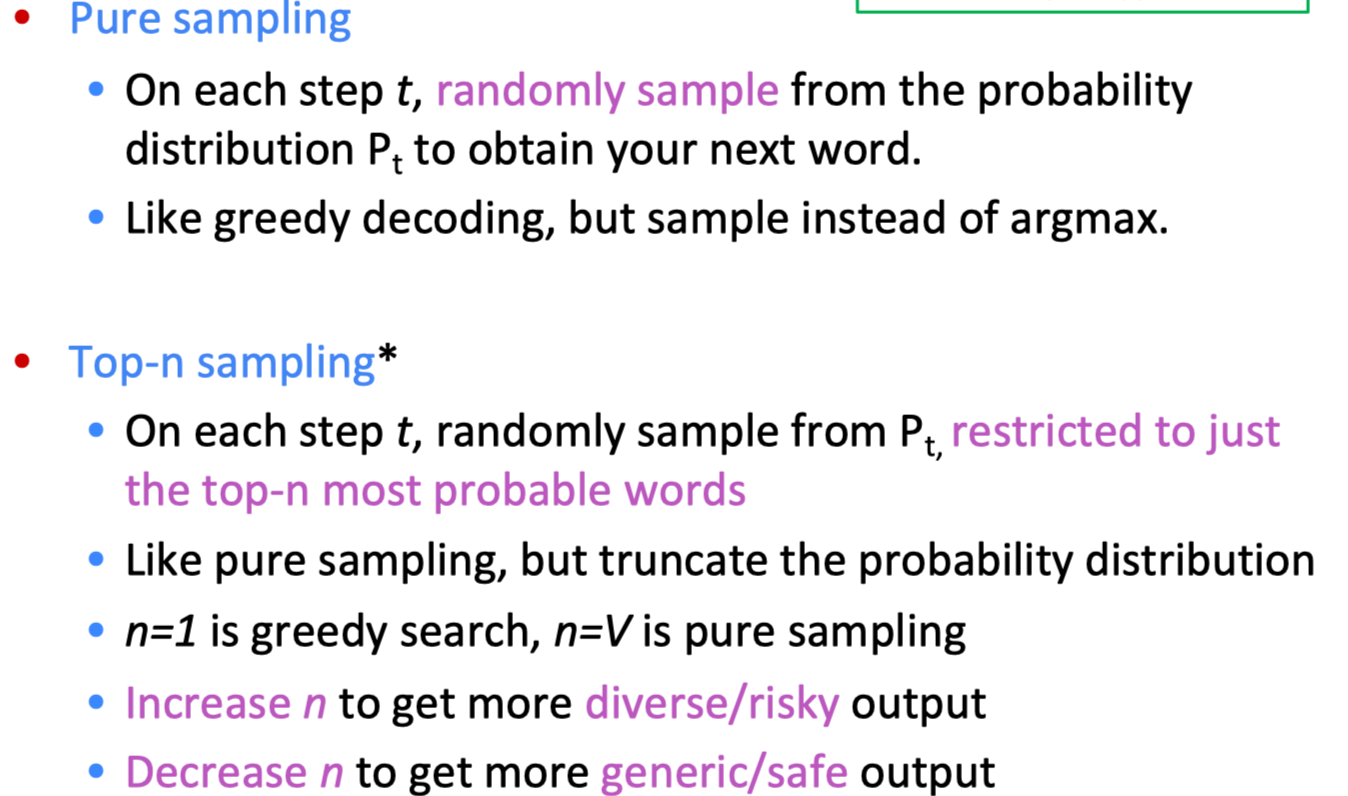 • Pure sampling
• On each step t, randomly sample from the probability
distribution Pt to obtain your next word.
• Like greedy decoding, but sample instead of argmax.
• Top-n sampling*
• On each step t, randomly sample from Pt, restricted to just
the top-n most probable words
• Like pure sampling, but truncate the probability distribution
• n=1 is greedy search, n=V is pure sampling
• Increase n to get more diverse/risky output
• Decrease n to get more generic/safe output